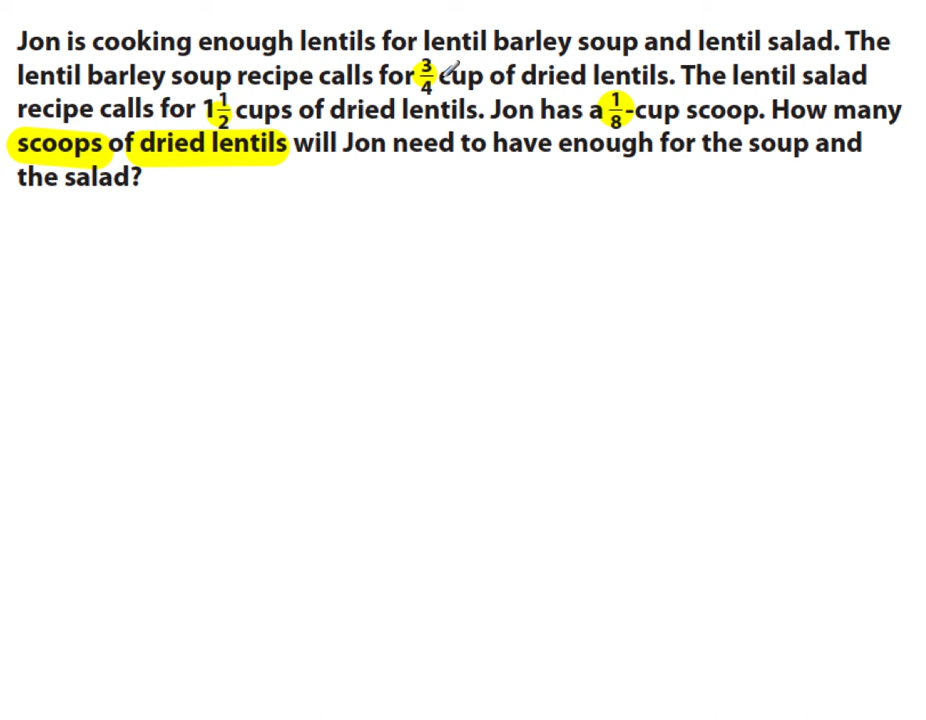 Jon is cooking enough lentils for lentil barley soup and lentil salad. The
lentil barley soup recipe calls for 3/4 cup of dried lentils. The lentil salad
recipe calls for 1 1/2 cups of dried lentils. Jon has a 1/8-cup scoop. How many
scoops of dried lentils will Jon need to have enough for the soup and
the salad?